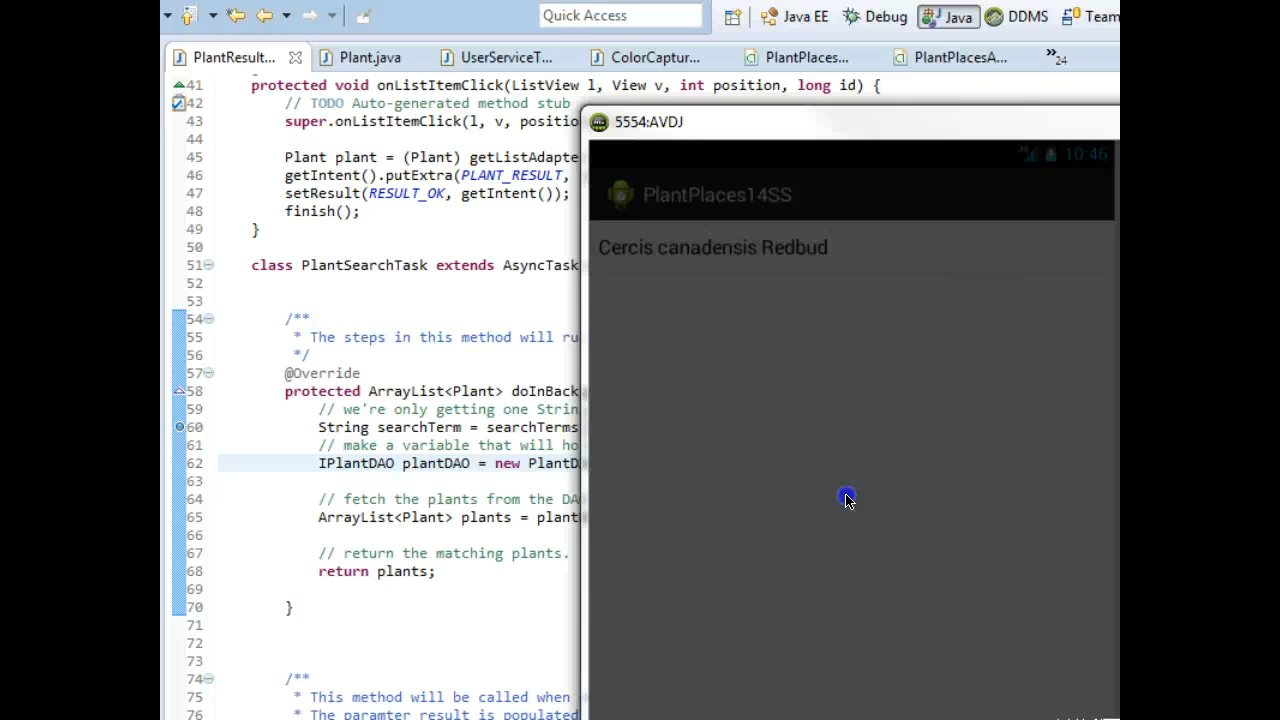 Quick Access
Java EE
Debug
Java
DDMS
Team
PlantResult...
Plant.java
UserServiceT...
ColorCaptur...
PlantPlaces...
PlantPlacesA...
»24
41 protected void onListItemClick(ListView l, View v, int position, long id) {
42 // TODO Auto-generated method stub
43 super.onListItemClick(l, v, positio
44
45 Plant plant = (Plant) getListAdapte
46 getIntent().putExtra(PLANT_RESULT,
47 setResult(RESULT_OK, getIntent());
48 finish();
49 }
50
51 class PlantSearchTask extends AsyncTask
52
53
54 /**
55 * The steps in this method will ru
56 */
57 @Override
58 protected ArrayList<Plant> doInBack
59 // we're only getting one Strin
60 String searchTerm = searchTerms
61 // make a variable that will ho
62 IPlantDAO plantDAO = new PlantD
63
64 // fetch the plants from the DA
65 ArrayList<Plant> plants = plant
66
67 // return the matching plants.
68 return plants;
69
70 }
71
72
73
74 /**
75 * This method will be called when
76 * The paramter result is populated
5554:AVDJ
10:46
PlantPlaces14SS
Cercis canadensis Redbud